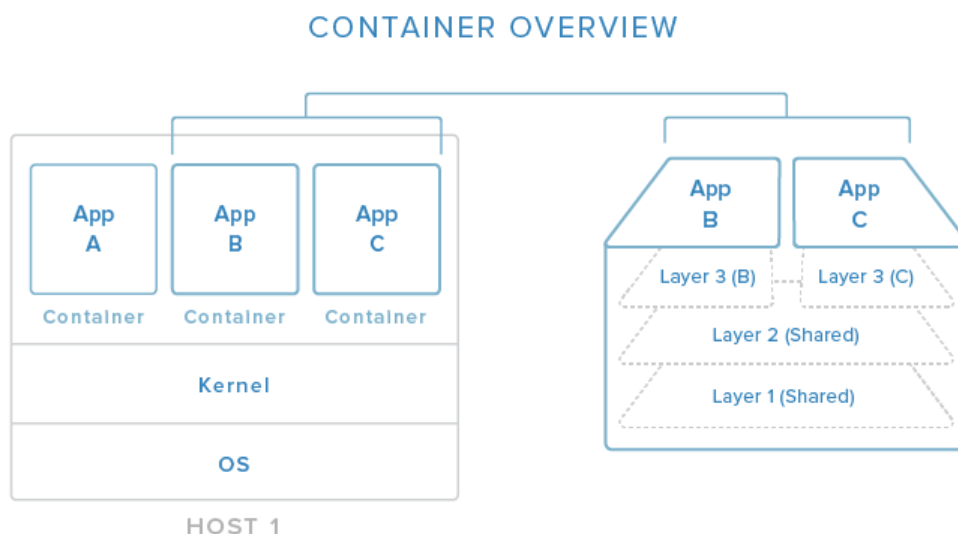 CONTAINER OVERVIEW
App
A
App
B
App
C
Container
Container
Container
Kernel
OS
HOST 1
App
B
App
C
Layer 3 (B)
Layer 3 (C)
Layer 2 (Shared)
Layer 1 (Shared)